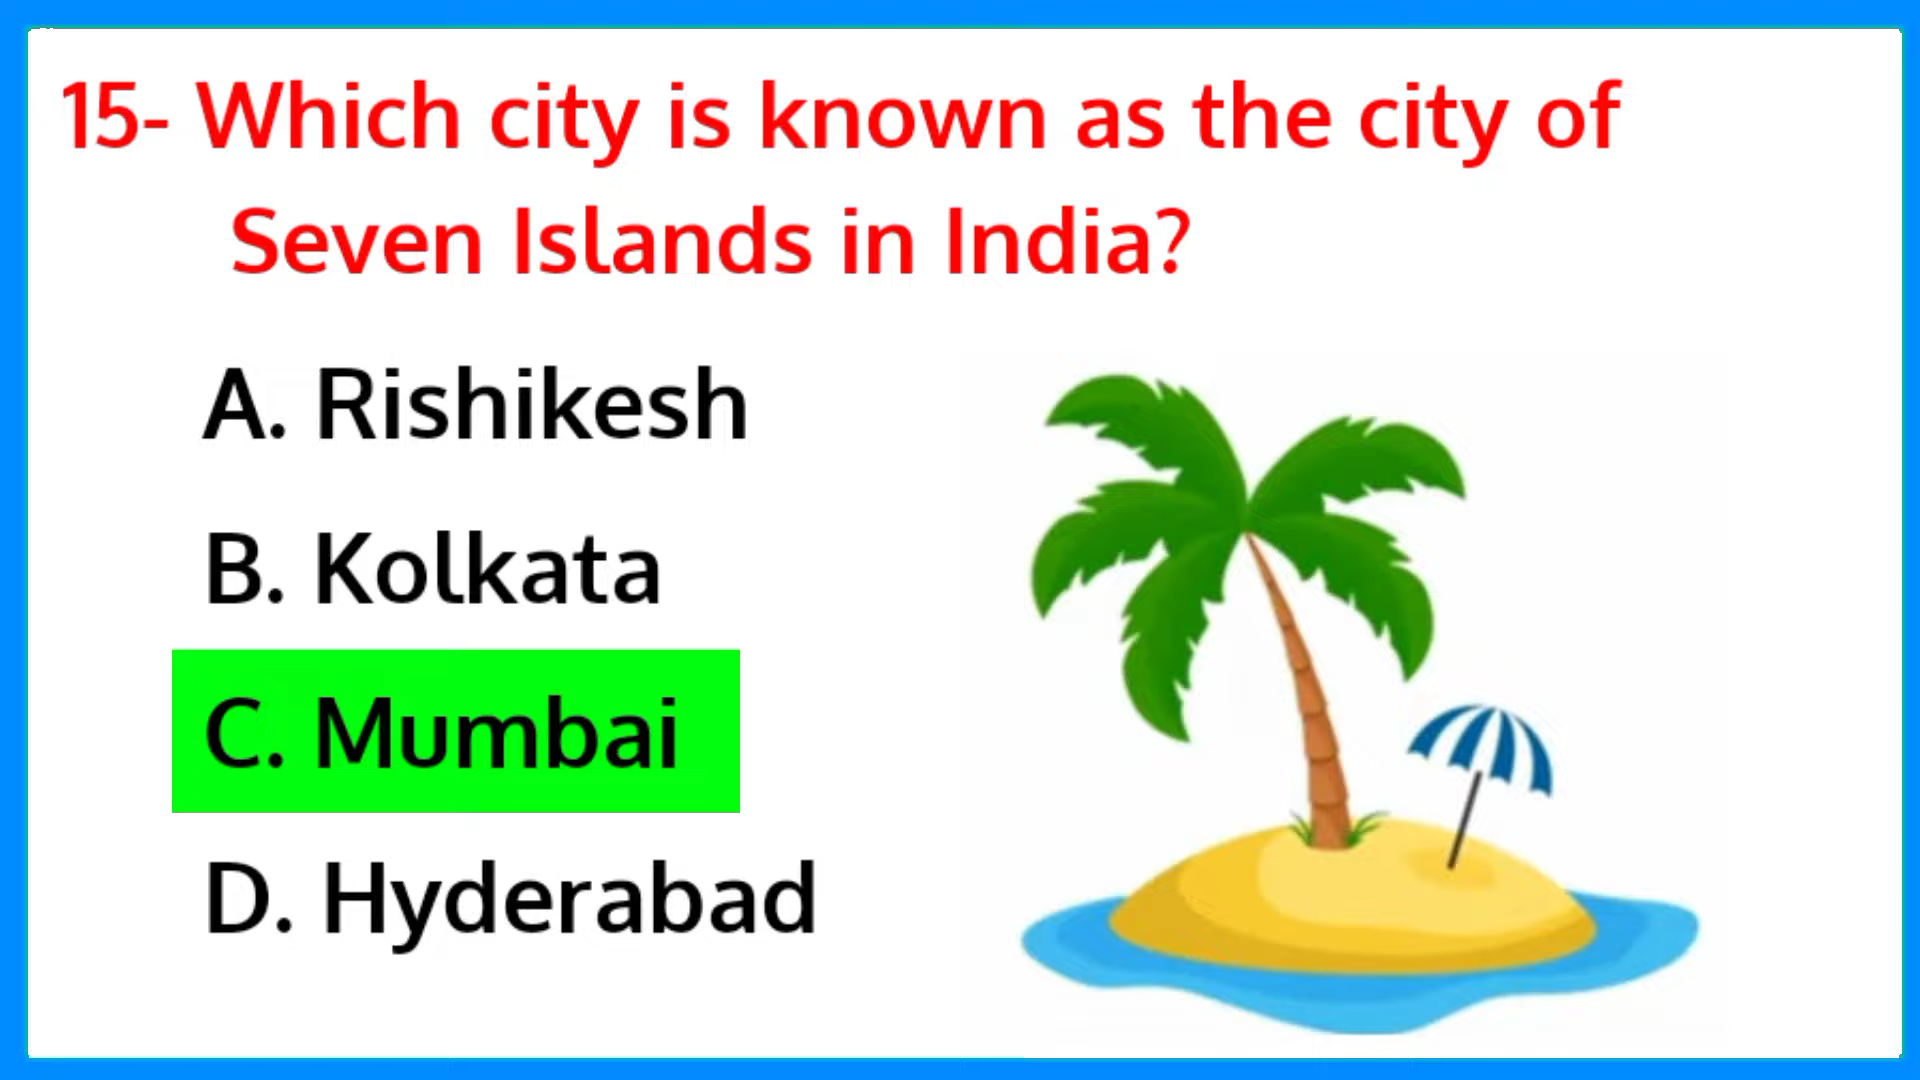 15- Which city is known as the city of
Seven Islands in India?
A. Rishikesh
B. Kolkata
C. Mumbai
D. Hyderabad